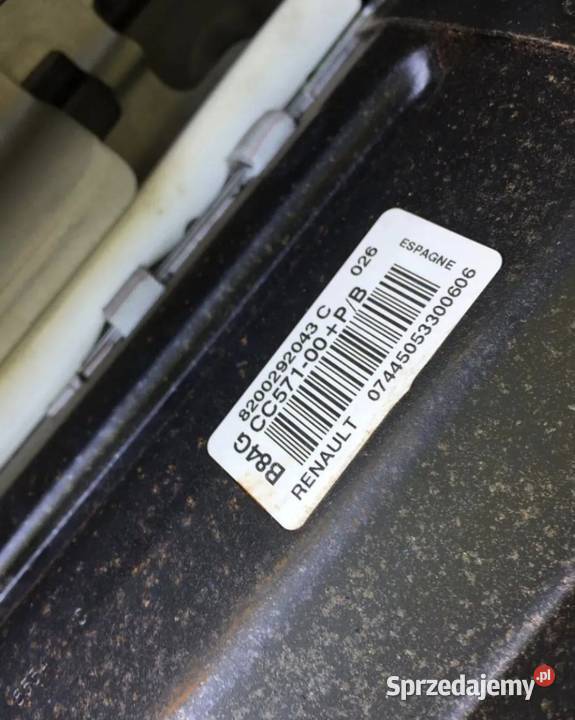 8200292043 C 026 ESPAGNE
B84G CC571.00+P/B
RENAULT 07445053300606
Sprzedajemy.pl